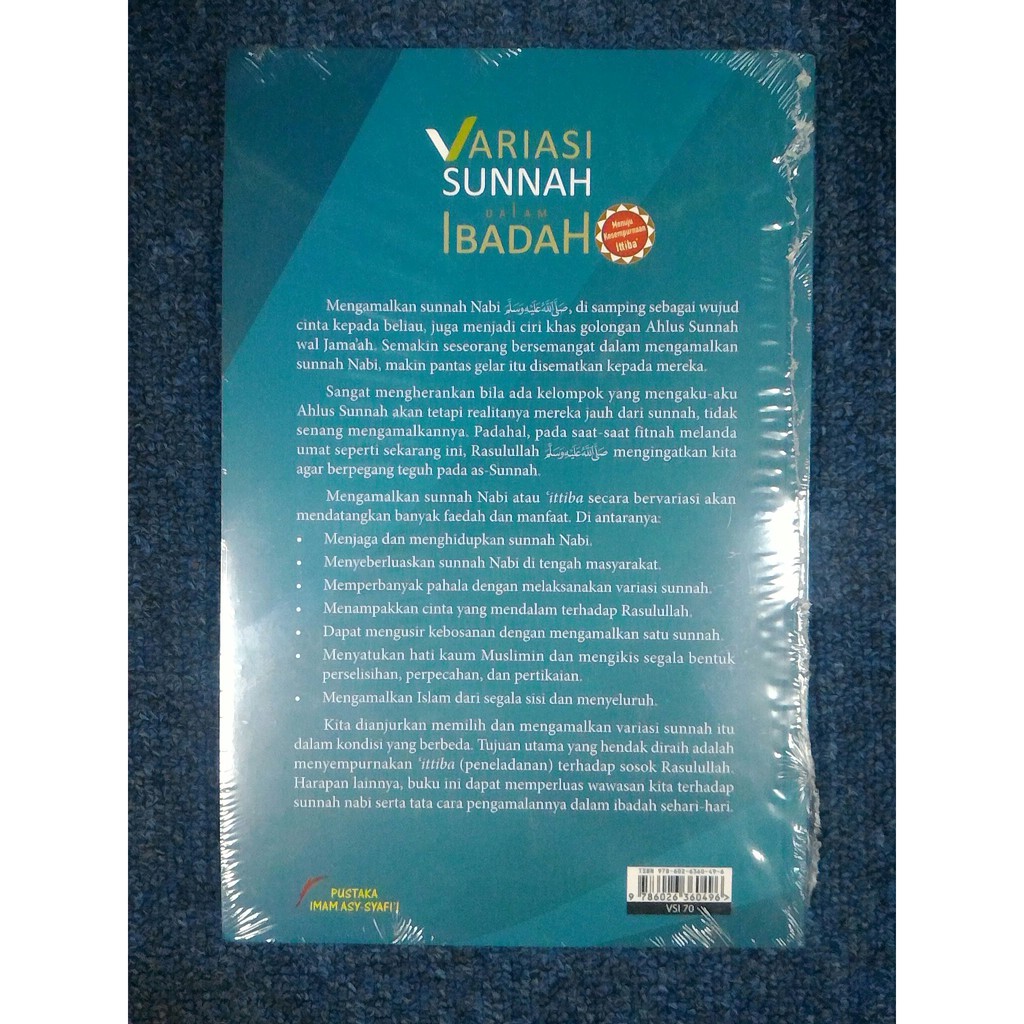 VARIASI
SUNNAH
DALAM
IBADAH
Menuju
Kesempurnaan
Ittiba'
Mengamalkan sunnah Nabi ﷺ, di samping sebagai wujud
cinta kepada beliau, juga menjadi ciri khas golongan Ahlus Sunnah
wal Jama'ah. Semakin seseorang bersemangat dalam mengamalkan
sunnah Nabi, makin pantas gelar itu disematkan kepada mereka.
Sangat mengherankan bila ada kelompok yang mengaku-aku
Ahlus Sunnah akan tetapi realitanya mereka jauh dari sunnah, tidak
senang mengamalkannya. Padahal, pada saat-saat fitnah melanda
umat seperti sekarang ini, Rasulullah ﷺ mengingatkan kita
agar berpegang teguh pada as-Sunnah.
Mengamalkan sunnah Nabi atau 'ittiba secara bervariasi akan
mendatangkan banyak faedah dan manfaat. Di antaranya:
• Menjaga dan menghidupkan sunnah Nabi.
• Menyeberluaskan sunnah Nabi di tengah masyarakat.
• Memperbanyak pahala dengan melaksanakan variasi sunnah.
• Menampakkan cinta yang mendalam terhadap Rasulullah.
• Dapat mengusir kebosanan dengan mengamalkan satu sunnah.
• Menyatukan hati kaum Muslimin dan mengikis segala bentuk
perselisihan, perpecahan, dan pertikaian.
• Mengamalkan Islam dari segala sisi dan menyeluruh.
Kita dianjurkan memilih dan mengamalkan variasi sunnah itu
dalam kondisi yang berbeda. Tujuan utama yang hendak diraih adalah
menyempurnakan 'ittiba (peneladanan) terhadap sosok Rasulullah.
Harapan lainnya, buku ini dapat memperluas wawasan kita terhadap
sunnah nabi serta tata cara pengamalannya dalam ibadah sehari-hari.
PUSTAKA
IMAM ASY-SYAFI'I
ISBN 978-602-6360-49-6
9 786026 360496>
VSI 70